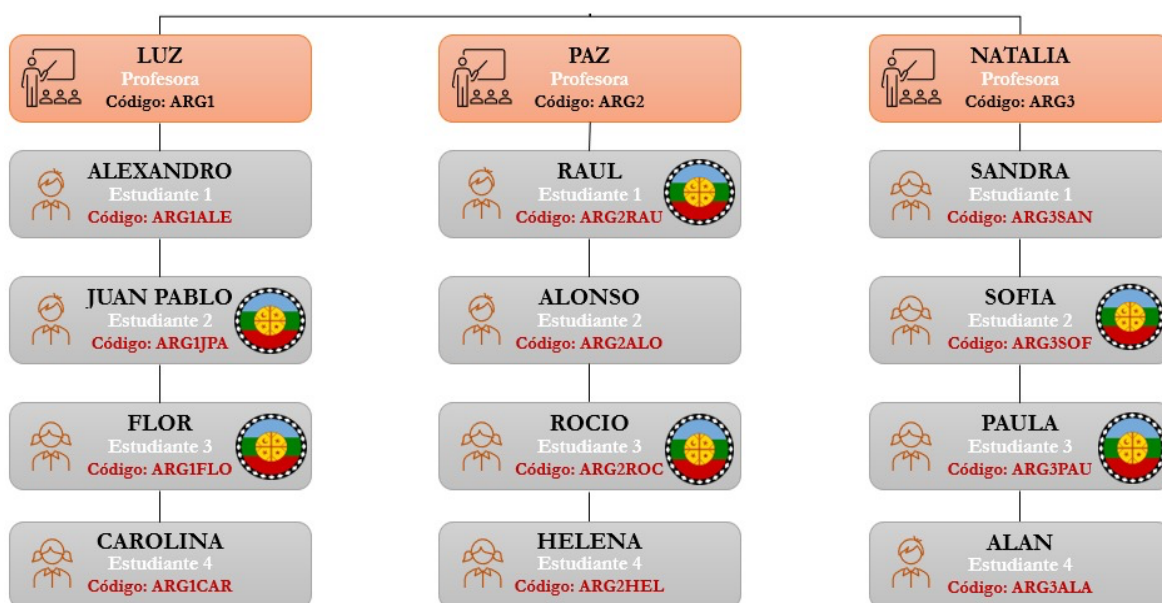 LUZ
Profesora
Código: ARG1
ALEXANDRO
Estudiante 1
Código: ARG1ALE
JUAN PABLO
Estudiante 2
Código: ARG1JPA
FLOR
Estudiante 3
Código: ARG1FLO
CAROLINA
Estudiante 4
Código: ARG1CAR
PAZ
Profesora
Código: ARG2
RAUL
Estudiante 1
Código: ARG2RAU
ALONSO
Estudiante 2
Código: ARG2ALO
ROCIO
Estudiante 3
Código: ARG2ROC
HELENA
Estudiante 4
Código: ARG2HEL
NATALIA
Profesora
Código: ARG3
SANDRA
Estudiante 1
Código: ARG3SAN
SOFIA
Estudiante 2
Código: ARG3SOF
PAULA
Estudiante 3
Código: ARG3PAU
ALAN
Estudiante 4
Código: ARG3ALA